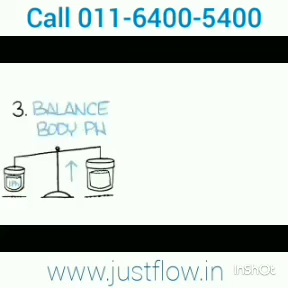 Call 011-6400-5400
3. BALANCE
BODY PH
www.justflow.in
InShOt